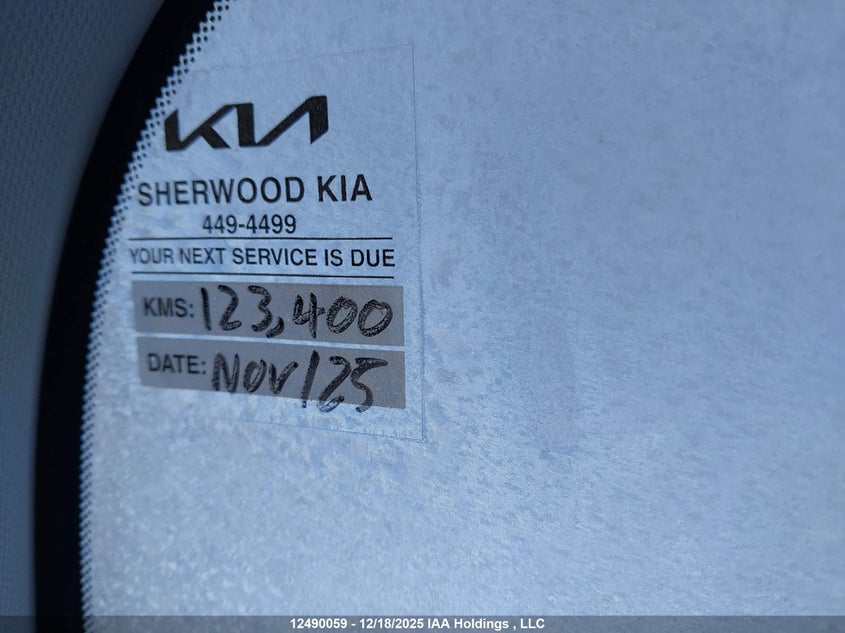 KIA
SHERWOOD KIA
449-4499
YOUR NEXT SERVICE IS DUE
KMS: 123,400
DATE: NOV/25
12490059 - 12/18/2025 IAA Holdings , LLC